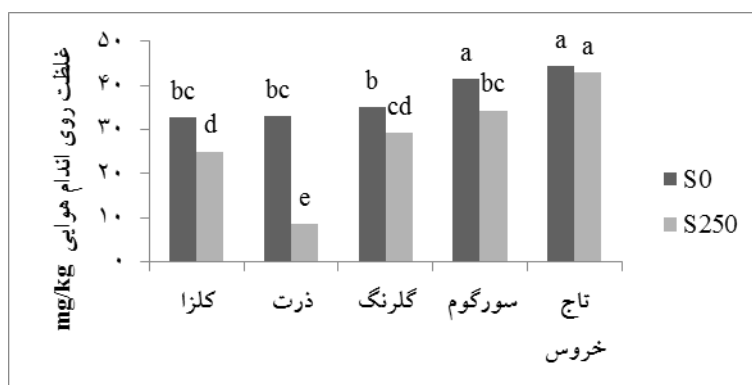 غلظت روی اندام هوایی mg/kg
۵۰
۴۰
۳۰
۲۰
۱۰
۰
bc
d
bc
e
b
cd
a
bc
a
a
کلزا
ذرت
گلرنگ
سورگوم
تاج
خروس
S0
S250